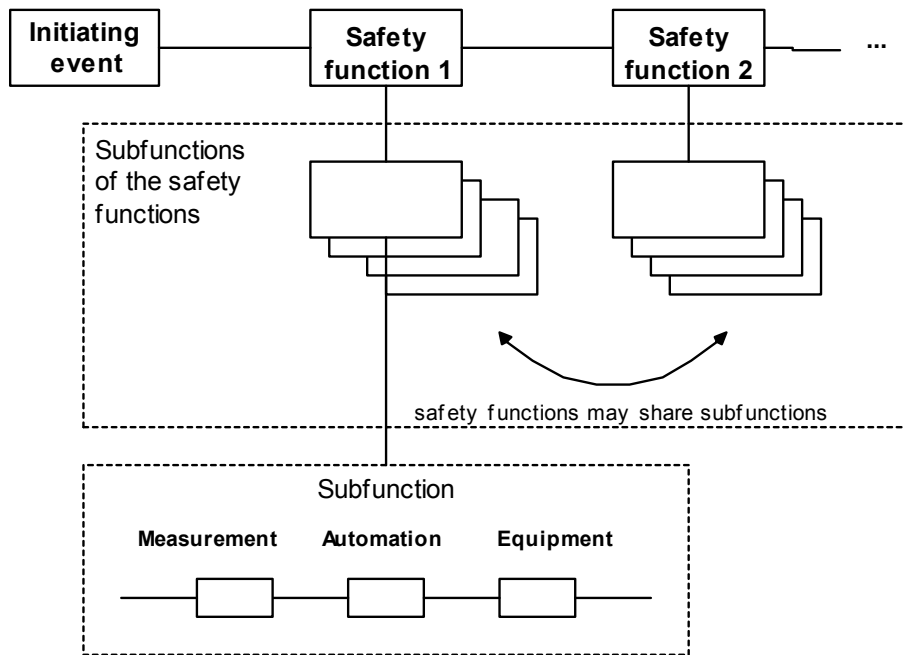 Initiating
event
Safety
function 1
Safety
function 2
...
Subfunctions
of the safety
functions
safety functions may share subfunctions
Subfunction
Measurement
Automation
Equipment